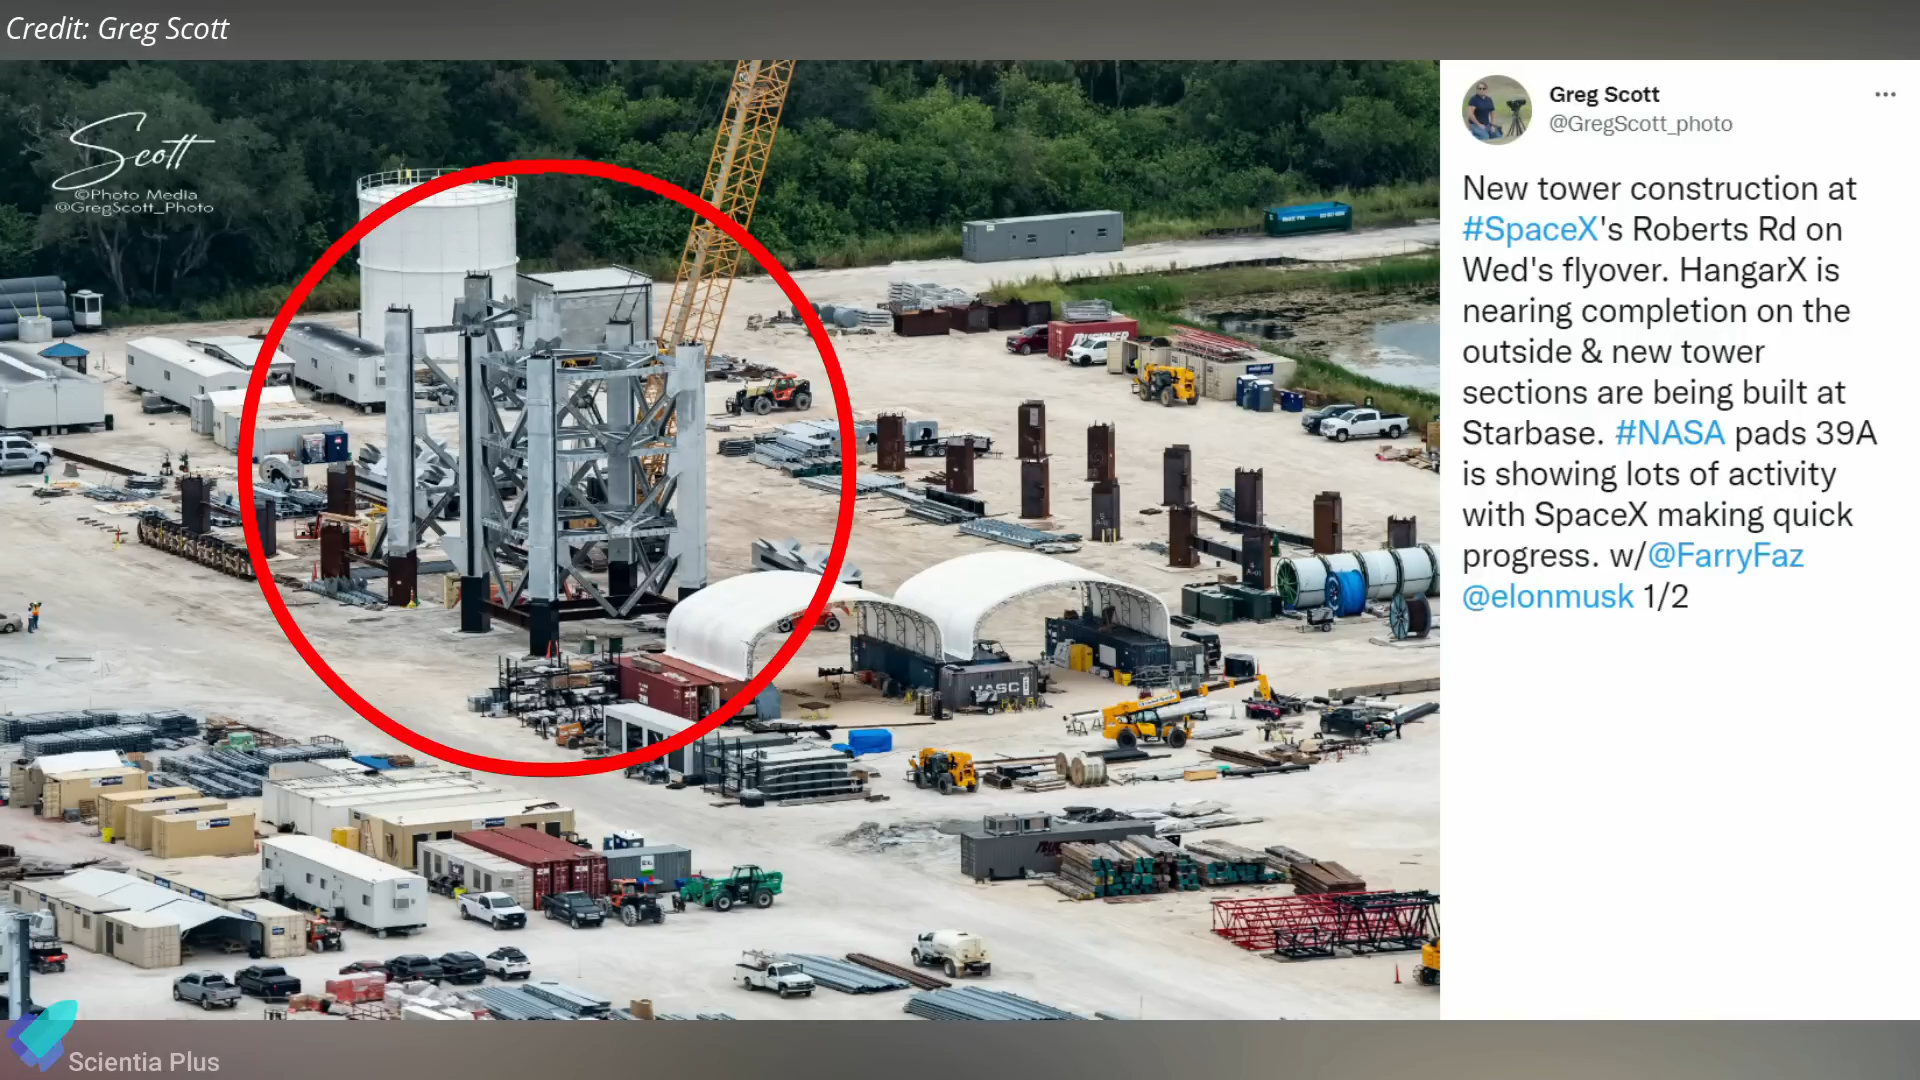 Credit: Greg Scott
Scott
©Photo Media
@GregScott_Photo
Greg Scott
@GregScott_photo
New tower construction at
#SpaceX's Roberts Rd on
Wed's flyover. HangarX is
nearing completion on the
outside & new tower
sections are being built at
Starbase. #NASA pads 39A
is showing lots of activity
with SpaceX making quick
progress. w/@FarryFaz
@elonmusk 1/2
UASC
Scientia Plus